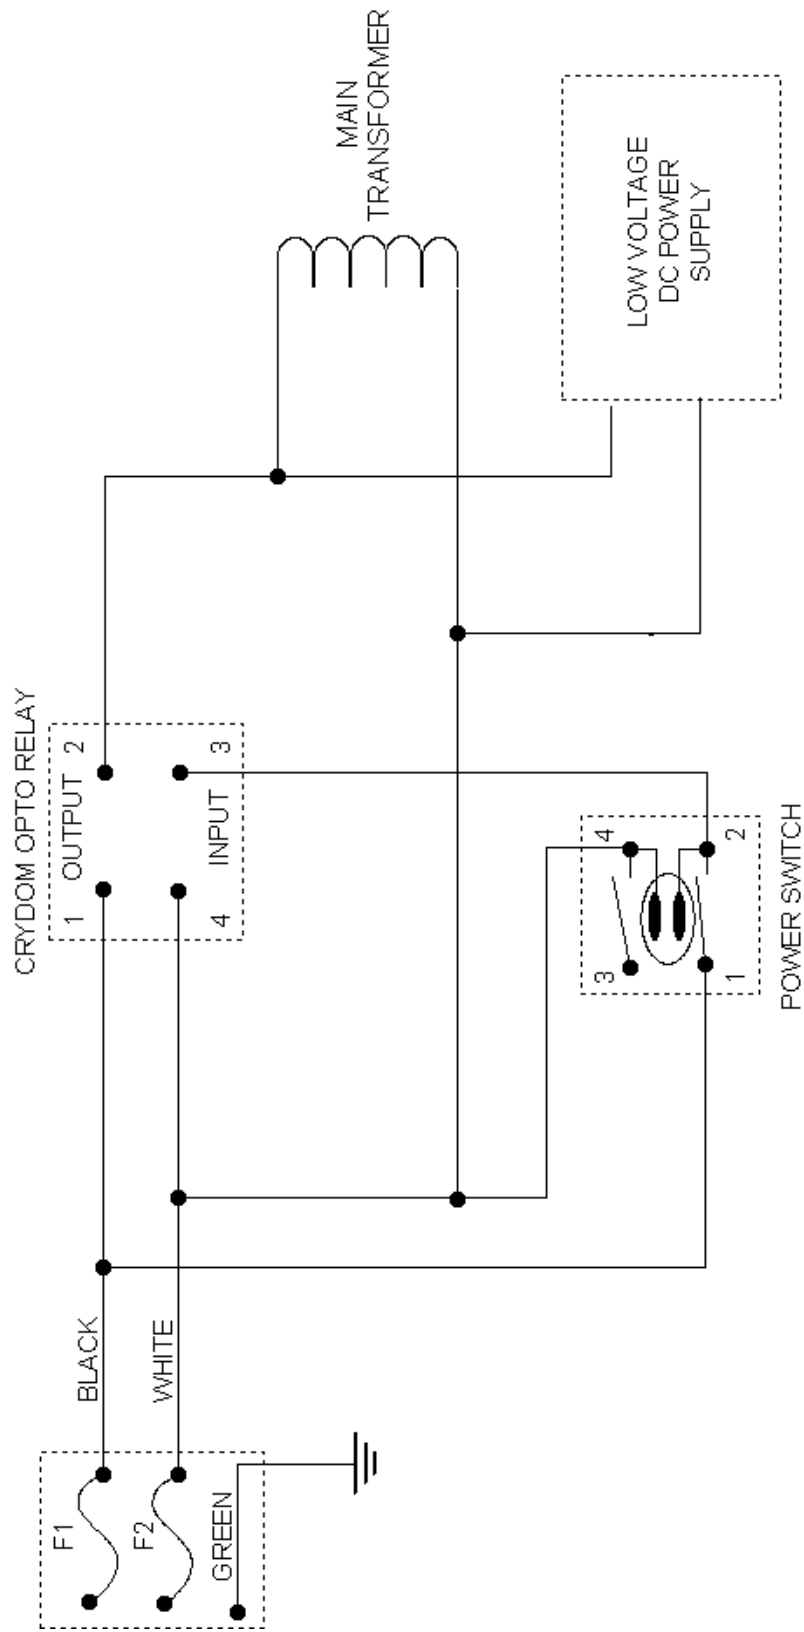 CRYDOM OPTO RELAY
OUTPUT
1
2
INPUT
4
3
MAIN
TRANSFORMER
LOW VOLTAGE
DC POWER
SUPPLY
F1
BLACK
F2
WHITE
GREEN
3
4
1
2
POWER SWITCH